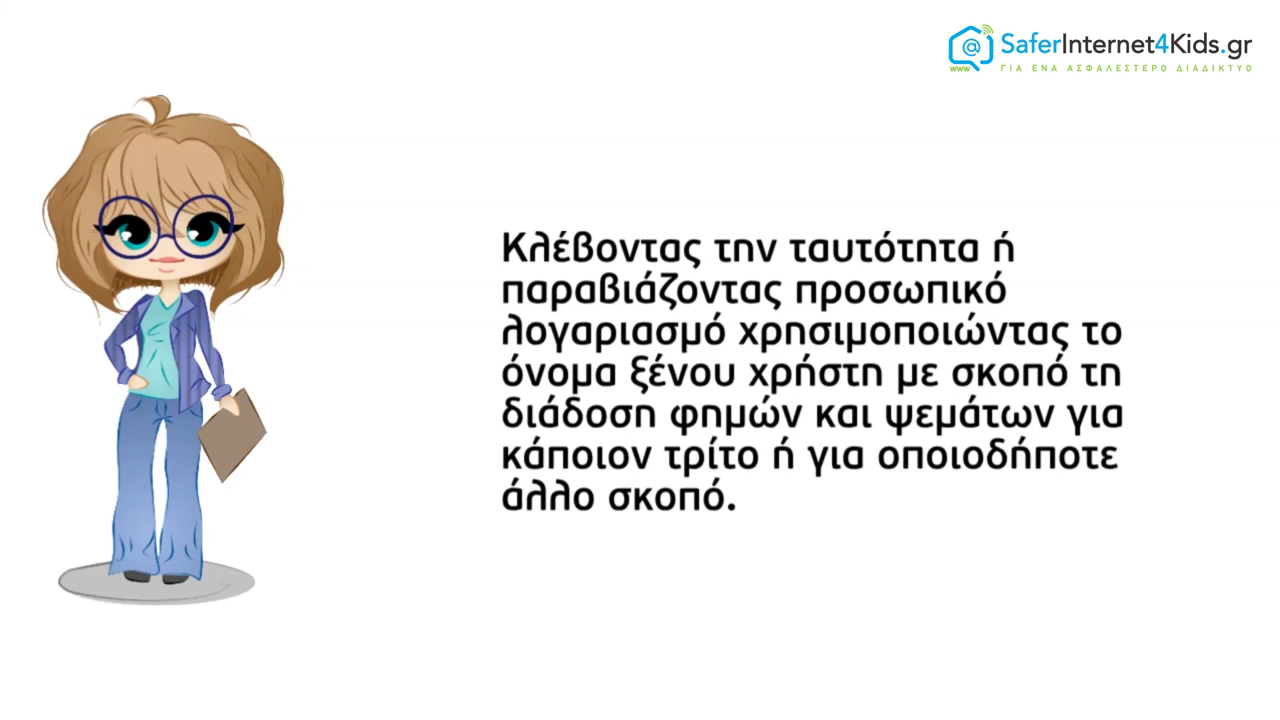 SaferInternet4Kids.gr
www ΓΙΑ ΕΝΑ ΑΣΦΑΛΕΣΤΕΡΟ ΔΙΑΔΙΚΤΥΟ
Κλέβοντας την ταυτότητα ή
παραβιάζοντας προσωπικό
λογαριασμό χρησιμοποιώντας το
όνομα ξένου χρήστη με σκοπό τη
διάδοση φημών και ψεμάτων για
κάποιον τρίτο ή για οποιοδήποτε
άλλο σκοπό.